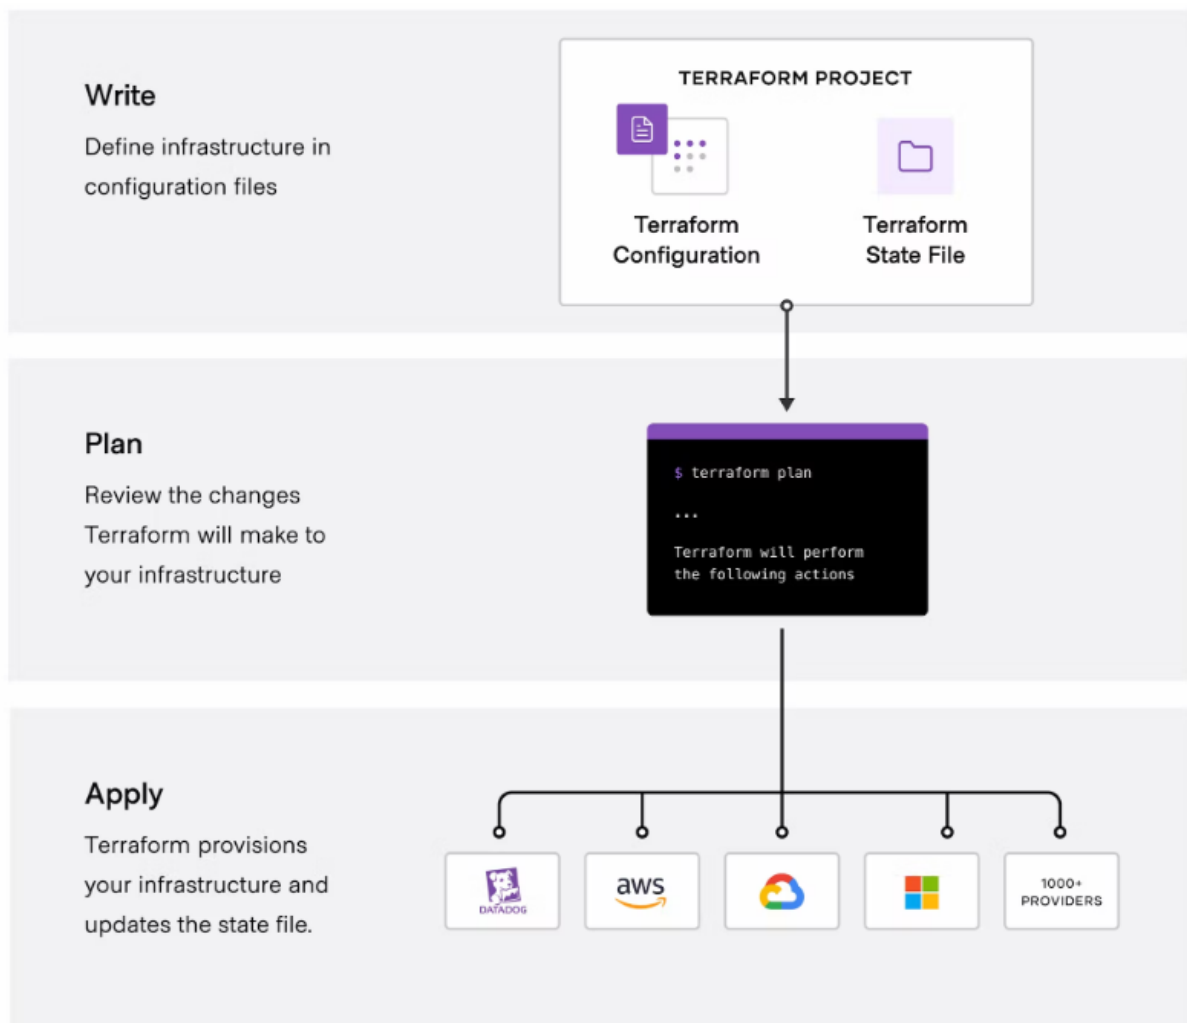 Write
Define infrastructure in
configuration files
TERRAFORM PROJECT
Terraform
Configuration
Terraform
State File
Plan
Review the changes
Terraform will make to
your infrastructure
$ terraform plan
...
Terraform will perform
the following actions
Apply
Terraform provisions
your infrastructure and
updates the state file.
DATADOG
aws
1000+
PROVIDERS